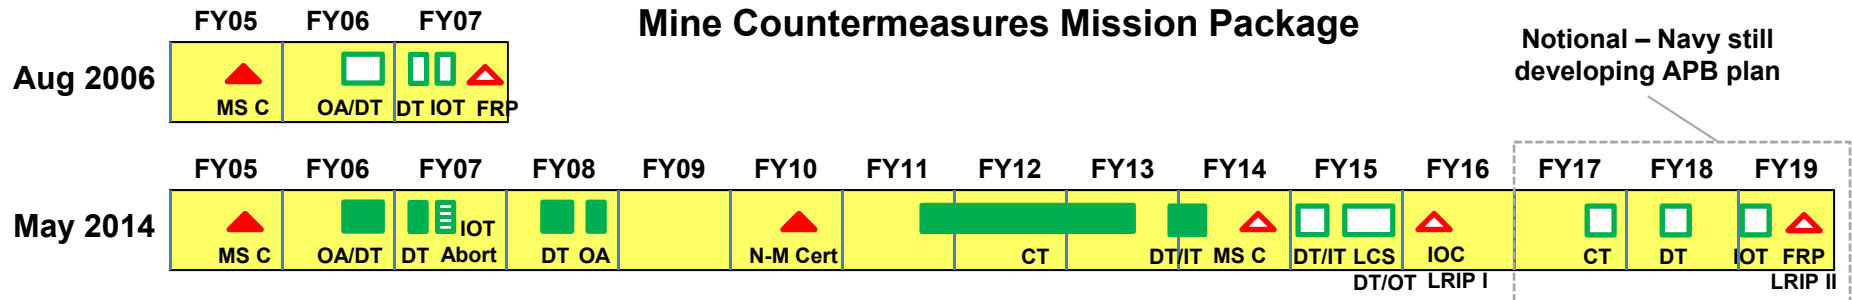 Mine Countermeasures Mission Package
Notional – Navy still
developing APB plan
FY05 FY06 FY07
Aug 2006
MS C OA/DT DT IOT FRP
FY05 FY06 FY07 FY08 FY09 FY10 FY11 FY12 FY13 FY14 FY15 FY16 FY17 FY18 FY19
May 2014
IOT
MS C OA/DT DT Abort DT OA N-M Cert CT DT/IT MS C DT/IT LCS IOC CT DT IOT FRP
DT/OT LRIP I LRIP II